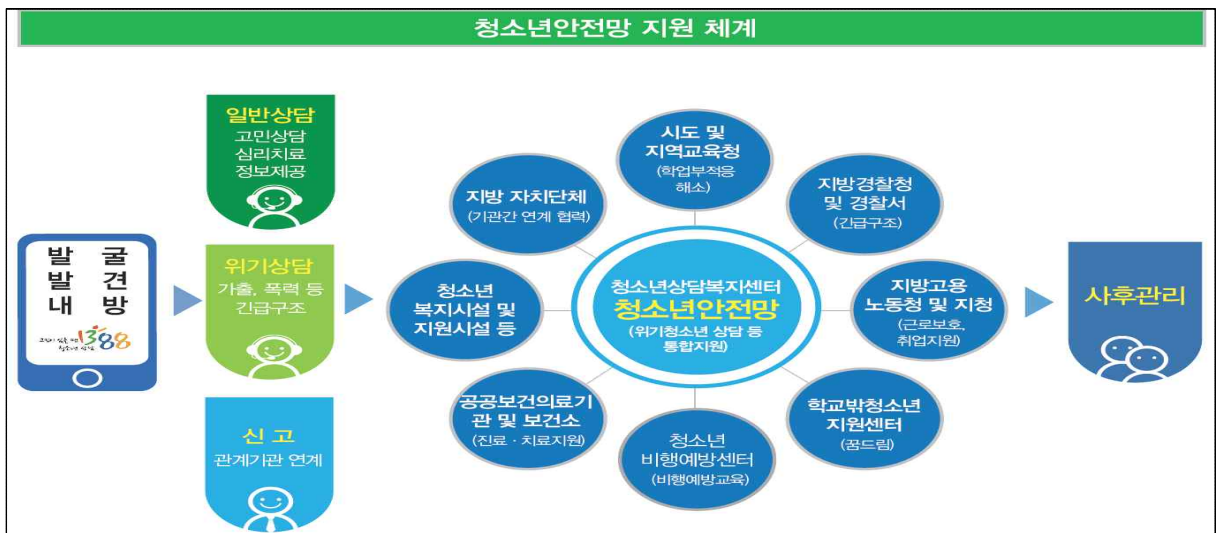 청소년안전망 지원 체계
발 굴
발 견
내 방
1388
청소년 상담
일반상담
고민상담
심리치료
정보제공
위기상담
가출, 폭력 등
긴급구조
신 고
관계기관 연계
시도 및
지역교육청
(학업부적응
해소)
지방 자치단체
(기관간 연계 협력)
지방경찰청
및 경찰서
(긴급구조)
청소년
복지시설 및
지원시설 등
청소년상담복지센터
청소년안전망
(위기청소년 상담 등
통합지원)
지방고용
노동청 및 지청
(근로보호,
취업지원)
공공보건의료기
관 및 보건소
(진료 · 치료지원)
청소년
비행예방센터
(비행예방교육)
학교밖청소년
지원센터
(꿈드림)
사후관리